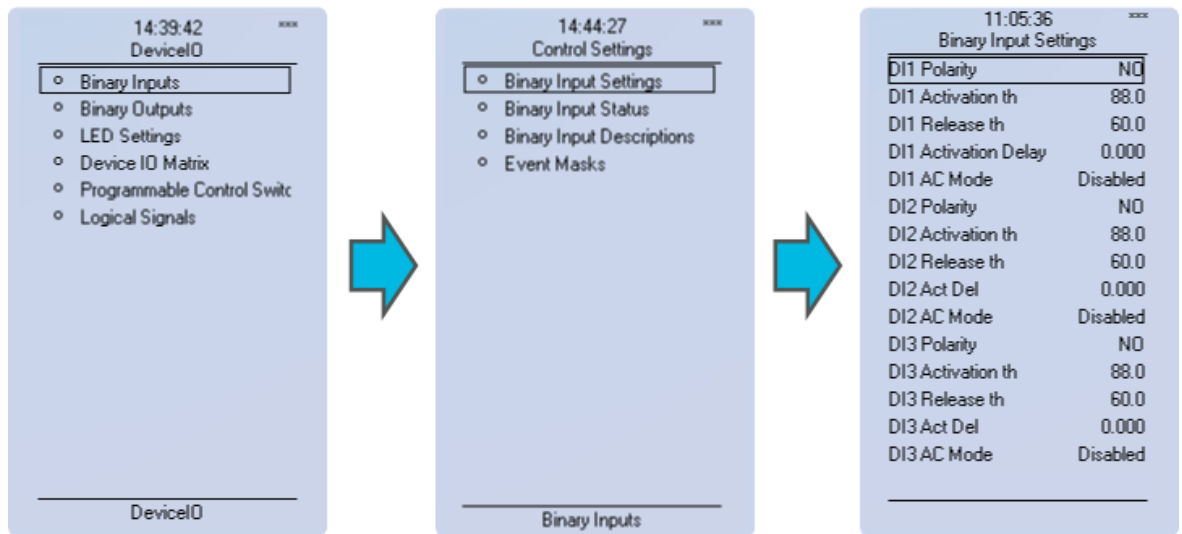 14:39:42 xxx
DeviceIO
Binary Inputs
Binary Outputs
LED Settings
Device IO Matrix
Programmable Control Switc
Logical Signals
DeviceIO
14:44:27 xxx
Control Settings
Binary Input Settings
Binary Input Status
Binary Input Descriptions
Event Masks
Binary Inputs
11:05:36 xxx
Binary Input Settings
DI1 Polarity NO
DI1 Activation th 88.0
DI1 Release th 60.0
DI1 Activation Delay 0.000
DI1 AC Mode Disabled
DI2 Polarity NO
DI2 Activation th 88.0
DI2 Release th 60.0
DI2 Act Del 0.000
DI2 AC Mode Disabled
DI3 Polarity NO
DI3 Activation th 88.0
DI3 Release th 60.0
DI3 Act Del 0.000
DI3 AC Mode Disabled